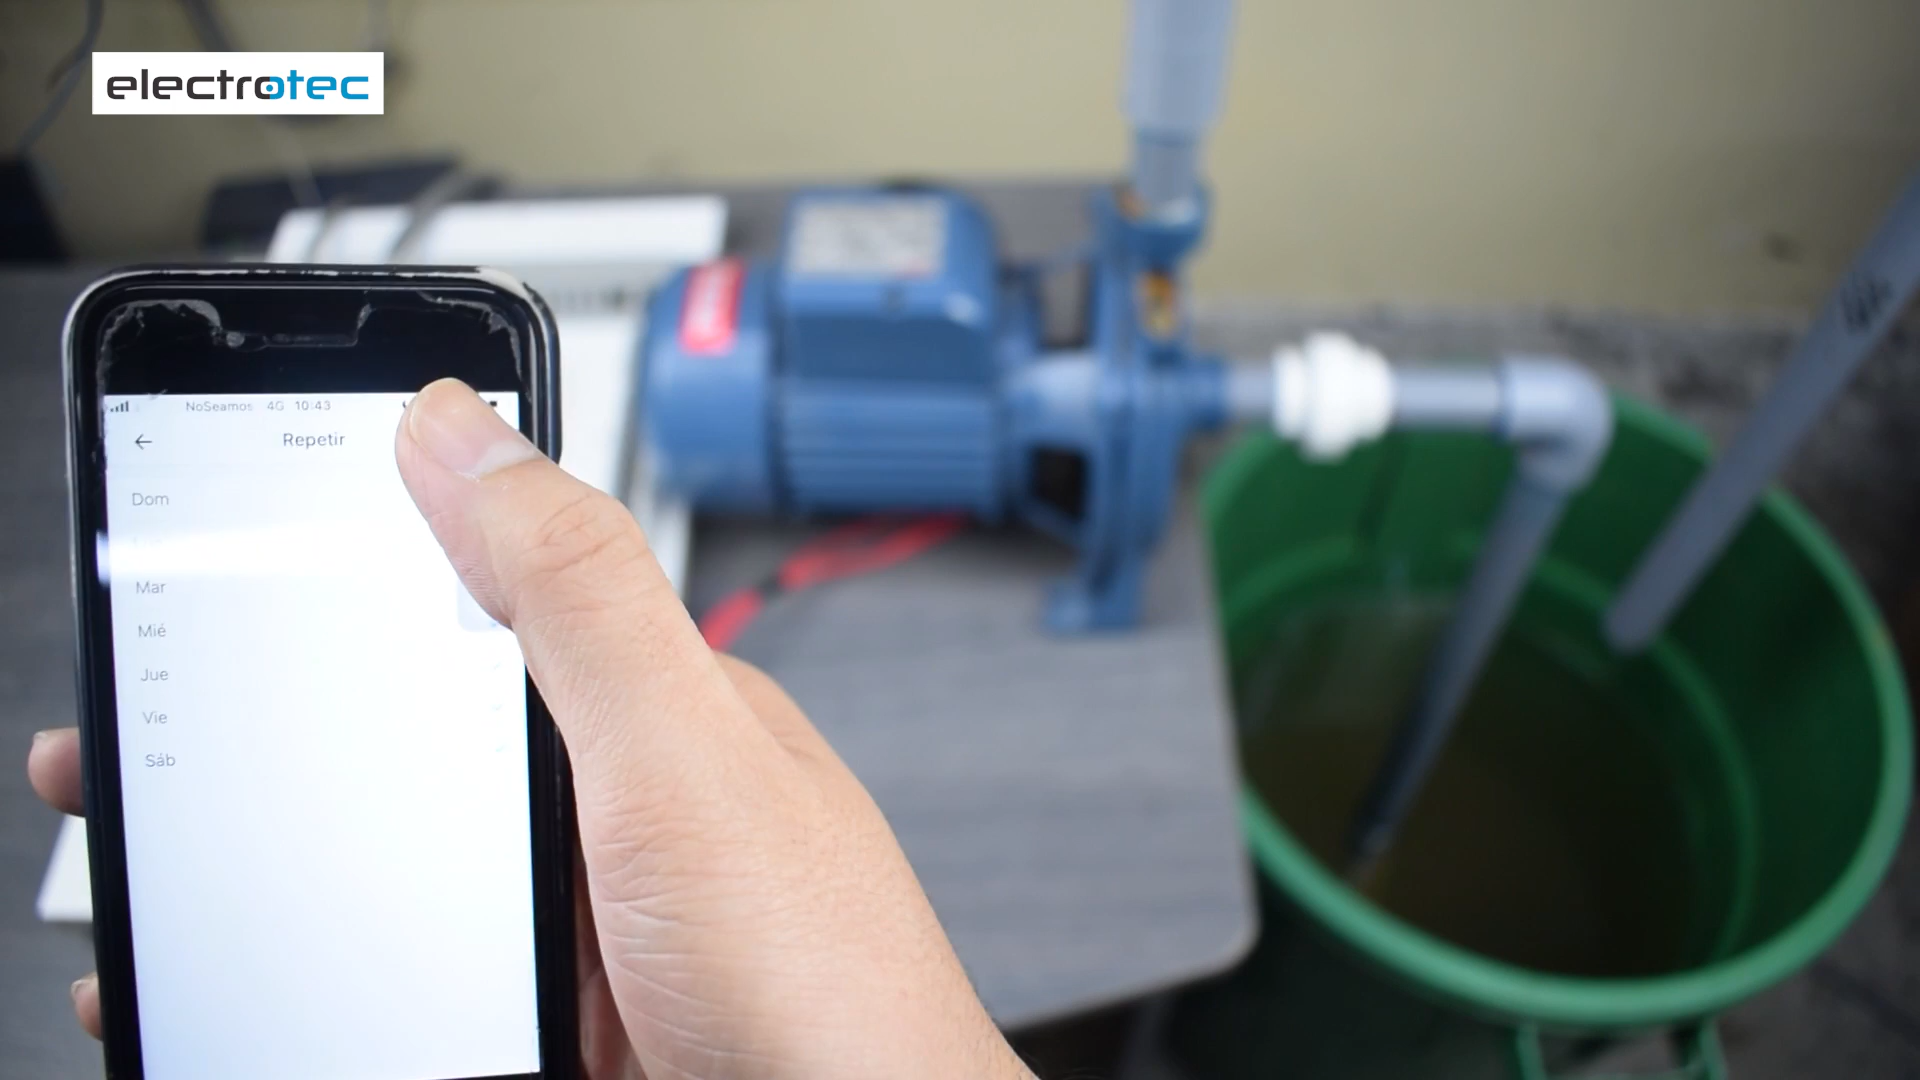 electrotec
NoSeamos 4G 10:43
Repetir
Dom
Mar
Mié
Jue
Vie
Sáb